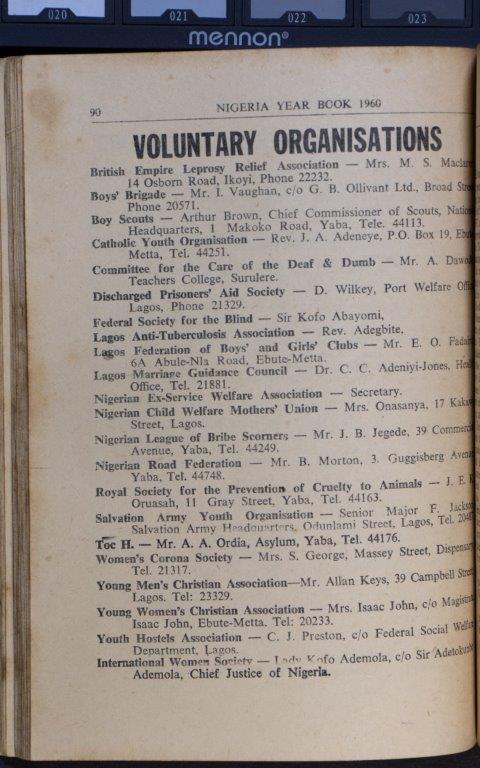 020 021 022 023
mennon®
90 NIGERIA YEAR BOOK 1960
VOLUNTARY ORGANISATIONS
British Empire Leprosy Relief Association — Mrs. M. S.
14 Osborn Road, Ikoyi, Phone 22232.
Boys' Brigade — Mr. I. Vaughan, c/o G. B. Ollivant Ltd., Broad
Phone 20571.
Boy Scouts — Arthur Brown, Chief Commissioner of Scouts,
Headquarters, 1 Makoko Road, Yaba, Tele. 44113.
Catholic Youth Organisation — Rev. J. A. Adeneye, P.O. Box 19,
Metta, Tel. 44251.
Committee for the Care of the Deaf & Dumb — Mr. A.
Teachers College, Surulere.
Discharged Prisoners' Aid Society — D. Wilkey, Port Welfare
Lagos, Phone 21329.
Federal Society for the Blind — Sir Kofo Abayomi,
Lagos Anti-Tuberculosis Association — Rev. Adegbite,
Lagos Federation of Boys' and Girls' Clubs — Mr. E. O.
6A Abule-Nla Road, Ebute-Metta.
Lagos Marriage Guidance Council — Dr. C. C. Adeniyi-Jones,
Office, Tel. 21881.
Nigerian Ex-Service Welfare Association — Secretary.
Nigerian Child Welfare Mothers' Union — Mrs. Onasanya, 17
Street, Lagos.
Nigerian League of Bribe Scorners — Mr. J. B. Jegede, 39
Avenue, Yaba, Tel. 44249.
Nigerian Road Federation — Mr. B. Morton, 3. Guggisberg
Yaba, Tel. 44748.
Royal Society for the Prevention of Cruelty to Animals — J. E.
Oruasah, 11 Gray Street, Yaba, Tel. 44163.
Salvation Army Youth Organisation — Senior Major F.
Salvation Army Headquarters, Odunlami Street, Lagos, Tel.
Toc H. — Mr. A. A. Ordia, Asylum, Yaba, Tel. 44176.
Women's Corona Society — Mrs. S. George, Massey Street,
Tel. 21317.
Young Men's Christian Association—Mr. Allan Keys, 39 Campbell
Lagos. Tel: 23329.
Young Women's Christian Association — Mrs. Isaac John, c/o
Isaac John, Ebute-Metta. Tel: 20233.
Youth Hostels Association — C. J. Preston, c/o Federal Social
Department, Lagos.
International Women Society — Lady Kofo Ademola, c/o Sir
Ademola, Chief Justice of Nigeria.